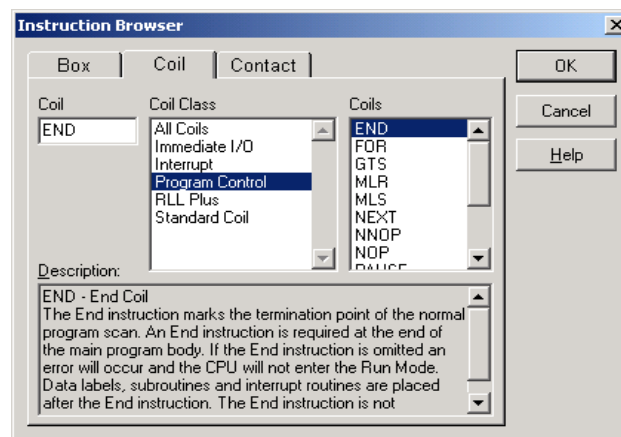 Instruction Browser
Box
Coil
Contact
OK
Cancel
Help
Coil
END
Coil Class
All Coils
Immediate I/O
Interrupt
Program Control
RLL Plus
Standard Coil
Coils
END
FOR
GTS
MLR
MLS
NEXT
NNOP
NOP
PAUSE
Description:
END - End Coil
The End instruction marks the termination point of the normal
program scan. An End instruction is required at the end of
the main program body. If the End instruction is omitted an
error will occur and the CPU will not enter the Run Mode.
Data labels, subroutines and interrupt routines are placed
after the End instruction. The End instruction is not